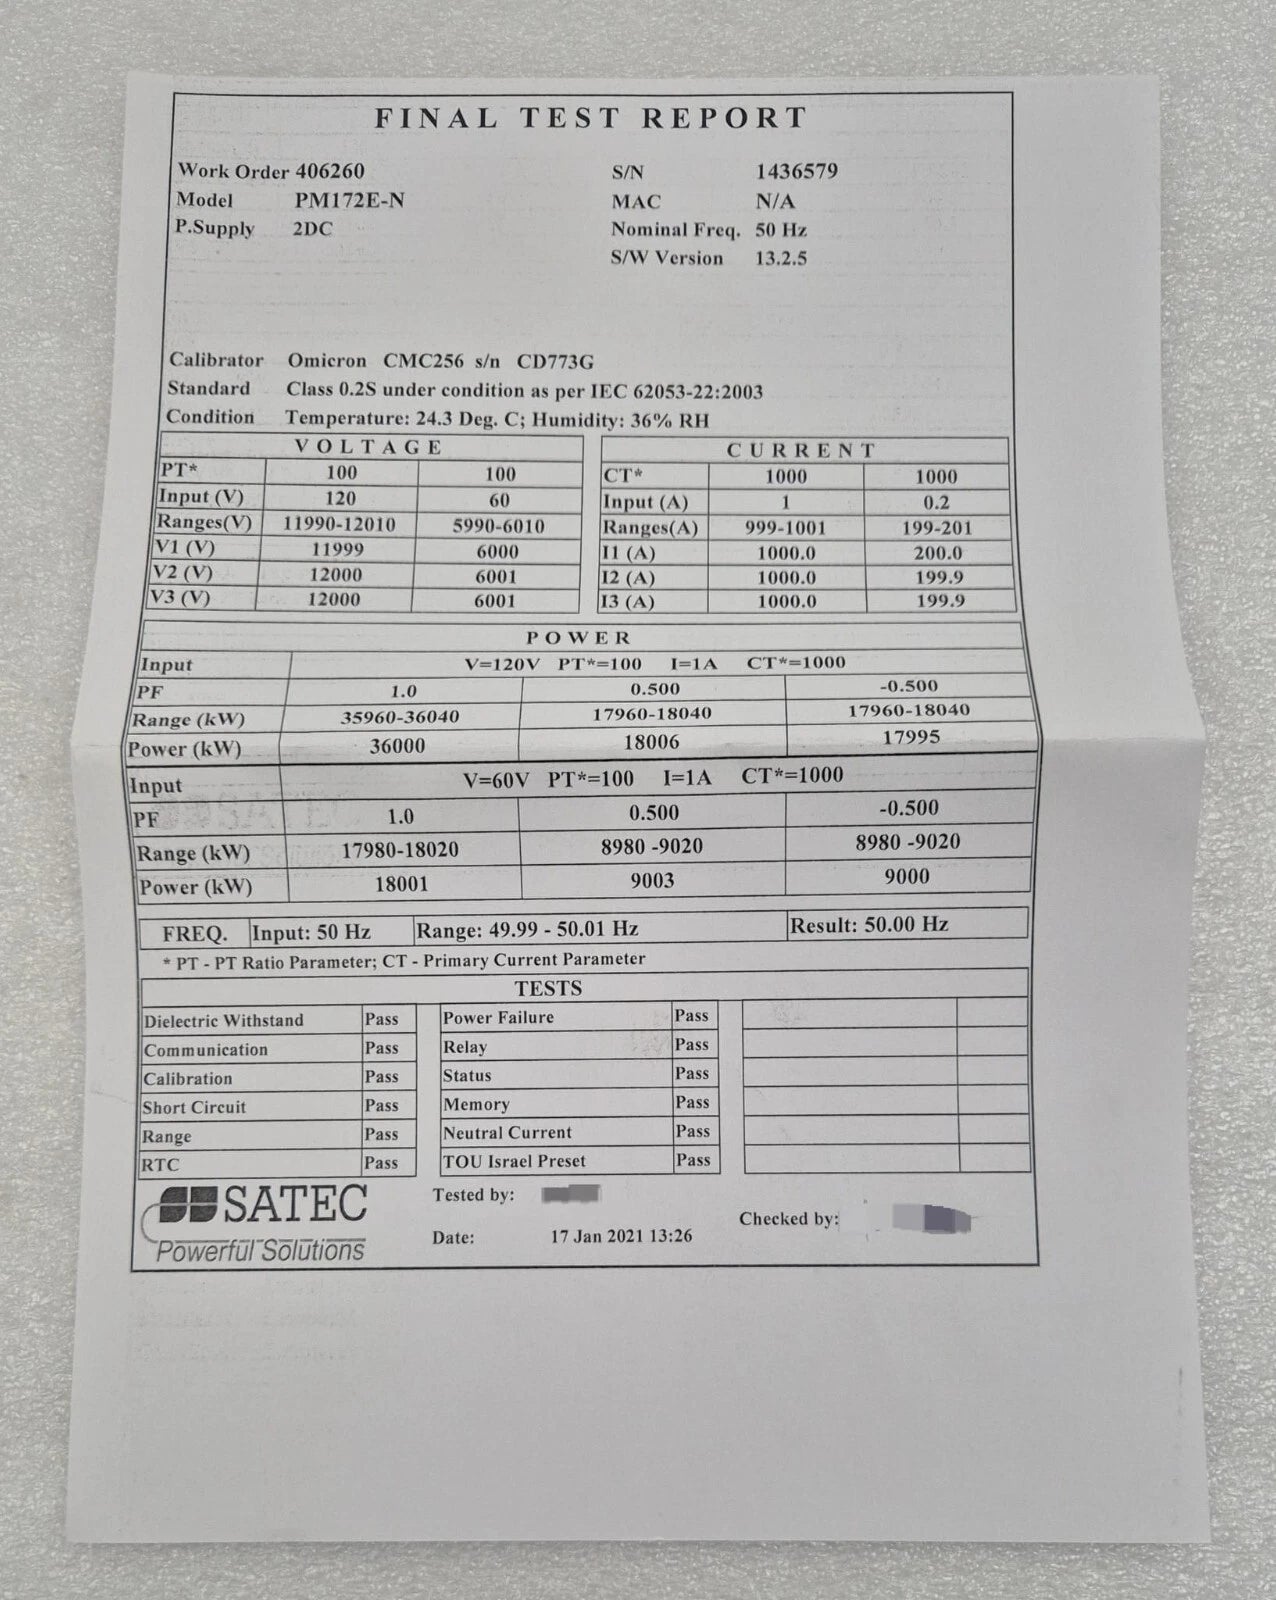 FINAL TEST REPORT
Work Order 406260 S/N 1436579
Model PM172E-N MAC N/A
P.Supply 2DC Nominal Freq. 50 Hz
S/W Version 13.2.5
Calibrator Omicron CMC256 s/n CD773G
Standard Class 0.2S under condition as per IEC 62053-22:2003
Condition Temperature: 24.3 Deg. C; Humidity: 36% RH
VOLTAGE CURRENT
PT* 100 100 CT* 1000 1000
Input (V) 120 60 Input (A) 1 0.2
Ranges(V) 11990-12010 5990-6010 Ranges(A) 999-1001 199-201
V1 (V) 11999 6000 I1 (A) 1000.0 200.0
V2 (V) 12000 6001 I2 (A) 1000.0 199.9
V3 (V) 12000 6001 I3 (A) 1000.0 199.9
POWER
Input V=120V PT*=100 I=1A CT*=1000
PF 1.0 0.500 -0.500
Range (kW) 35960-36040 17960-18040 17960-18040
Power (kW) 36000 18006 17995
Input V=60V PT*=100 I=1A CT*=1000
PF 1.0 0.500 -0.500
Range (kW) 17980-18020 8980 -9020 8980 -9020
Power (kW) 18001 9003 9000
FREQ. Input: 50 Hz Range: 49.99 - 50.01 Hz Result: 50.00 Hz
* PT - PT Ratio Parameter; CT - Primary Current Parameter
TESTS
Dielectric Withstand Pass Power Failure Pass
Communication Pass Relay Pass
Calibration Pass Status Pass
Short Circuit Pass Memory Pass
Range Pass Neutral Current Pass
RTC Pass TOU Israel Preset Pass
SATEC Tested by:
Checked by:
Powerful Solutions Date: 17 Jan 2021 13:26